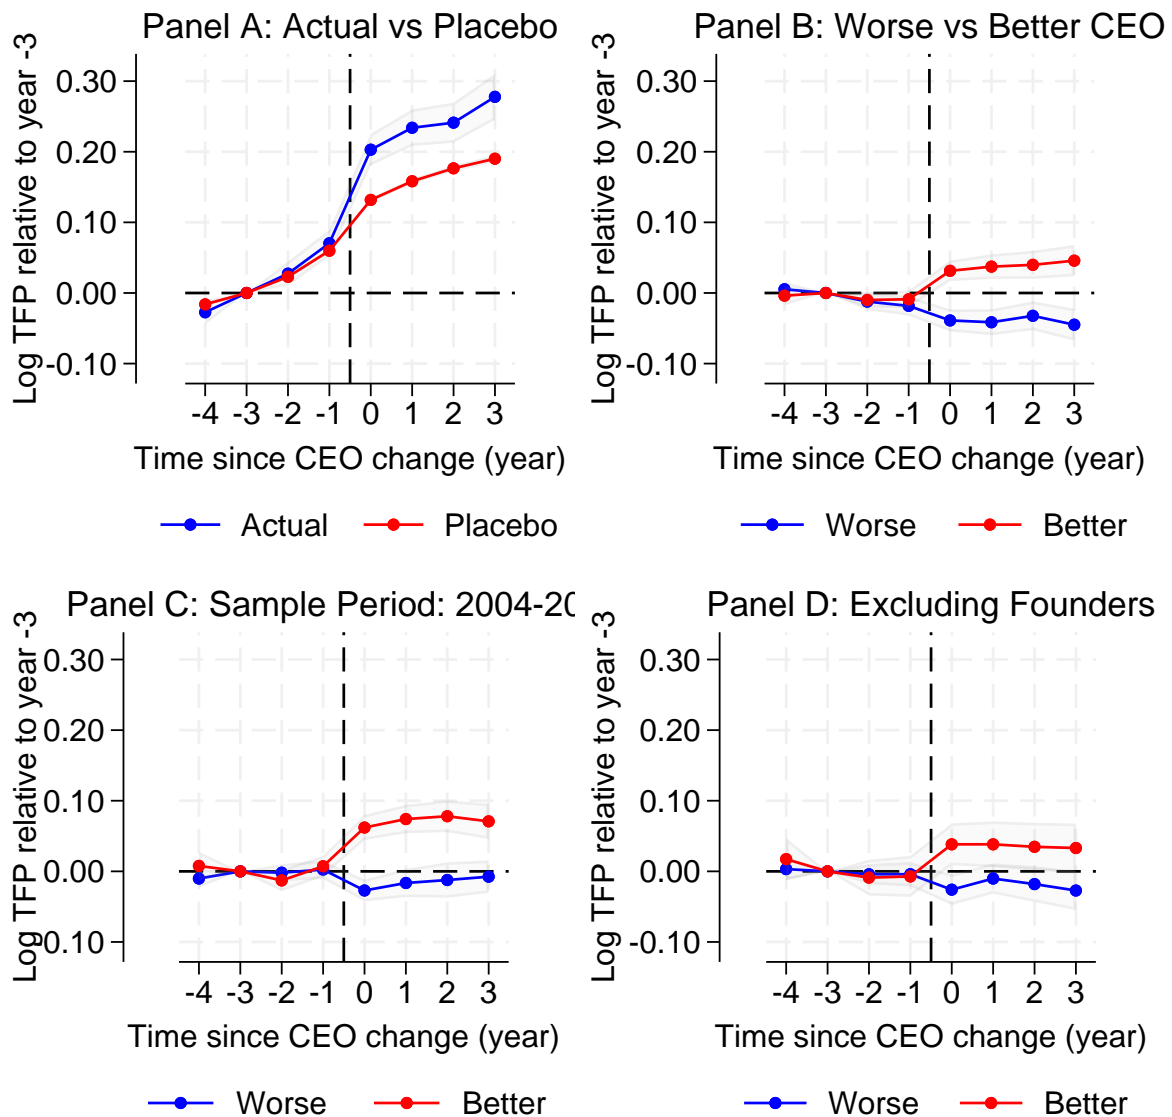 Panel A: Actual vs Placebo
Log TFP relative to year -3
0.30
0.20
0.10
0.00
-0.10
-4 -3 -2 -1 0 1 2 3
Time since CEO change (year)
Actual Placebo
Panel B: Worse vs Better CEO
Log TFP relative to year -3
0.30
0.20
0.10
0.00
-0.10
-4 -3 -2 -1 0 1 2 3
Time since CEO change (year)
Worse Better
Panel C: Sample Period: 2004-20
Log TFP relative to year -3
0.30
0.20
0.10
0.00
-0.10
-4 -3 -2 -1 0 1 2 3
Time since CEO change (year)
Worse Better
Panel D: Excluding Founders
Log TFP relative to year -3
0.30
0.20
0.10
0.00
-0.10
-4 -3 -2 -1 0 1 2 3
Time since CEO change (year)
Worse Better